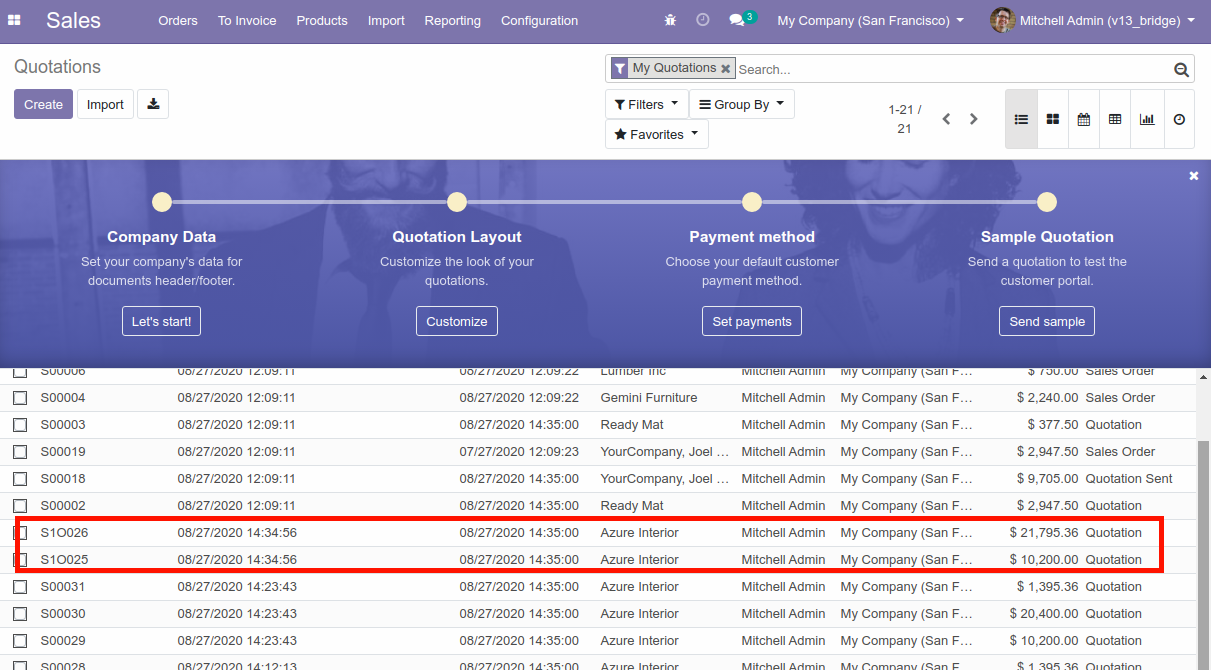 Sales Orders To Invoice Products Import Reporting Configuration 3 My Company (San Francisco) Mitchell Admin (v13_bridge)
Quotations
My Quotations Search...
Create Import
Filters Group By
Favorites
1-21 /
21
Company Data Quotation Layout Payment method Sample Quotation
Set your company's data for Customize the look of your Choose your default customer Send a quotation to test the
documents header/footer. quotations. payment method. customer portal.
Let's start! Customize Set payments Send sample
S00006 08/27/2020 12:09:11 08/27/2020 12:09:22 Lumber Inc Mitchell Admin My Company (San F… $ 750.00 Sales Order
S00004 08/27/2020 12:09:11 08/27/2020 12:09:22 Gemini Furniture Mitchell Admin My Company (San F… $ 2,240.00 Sales Order
S00003 08/27/2020 12:09:11 08/27/2020 14:35:00 Ready Mat Mitchell Admin My Company (San F… $ 377.50 Quotation
S00019 08/27/2020 12:09:11 07/27/2020 12:09:23 YourCompany, Joel … Mitchell Admin My Company (San F… $ 2,947.50 Sales Order
S00018 08/27/2020 12:09:11 08/27/2020 14:35:00 YourCompany, Joel … Mitchell Admin My Company (San F… $ 9,705.00 Quotation Sent
S00002 08/27/2020 12:09:11 08/27/2020 14:35:00 Ready Mat Mitchell Admin My Company (San F… $ 2,947.50 Quotation
S1O026 08/27/2020 14:34:56 08/27/2020 14:35:00 Azure Interior Mitchell Admin My Company (San F… $ 21,795.36 Quotation
S1O025 08/27/2020 14:34:56 08/27/2020 14:35:00 Azure Interior Mitchell Admin My Company (San F… $ 10,200.00 Quotation
S00031 08/27/2020 14:23:43 08/27/2020 14:35:00 Azure Interior Mitchell Admin My Company (San F… $ 1,395.36 Quotation
S00030 08/27/2020 14:23:43 08/27/2020 14:35:00 Azure Interior Mitchell Admin My Company (San F… $ 20,400.00 Quotation
S00029 08/27/2020 14:23:43 08/27/2020 14:35:00 Azure Interior Mitchell Admin My Company (San F… $ 10,200.00 Quotation
S00028 08/27/2020 14:12:13 08/27/2020 14:35:00 Azure Interior Mitchell Admin My Company (San F… $ 1,395.36 Quotation